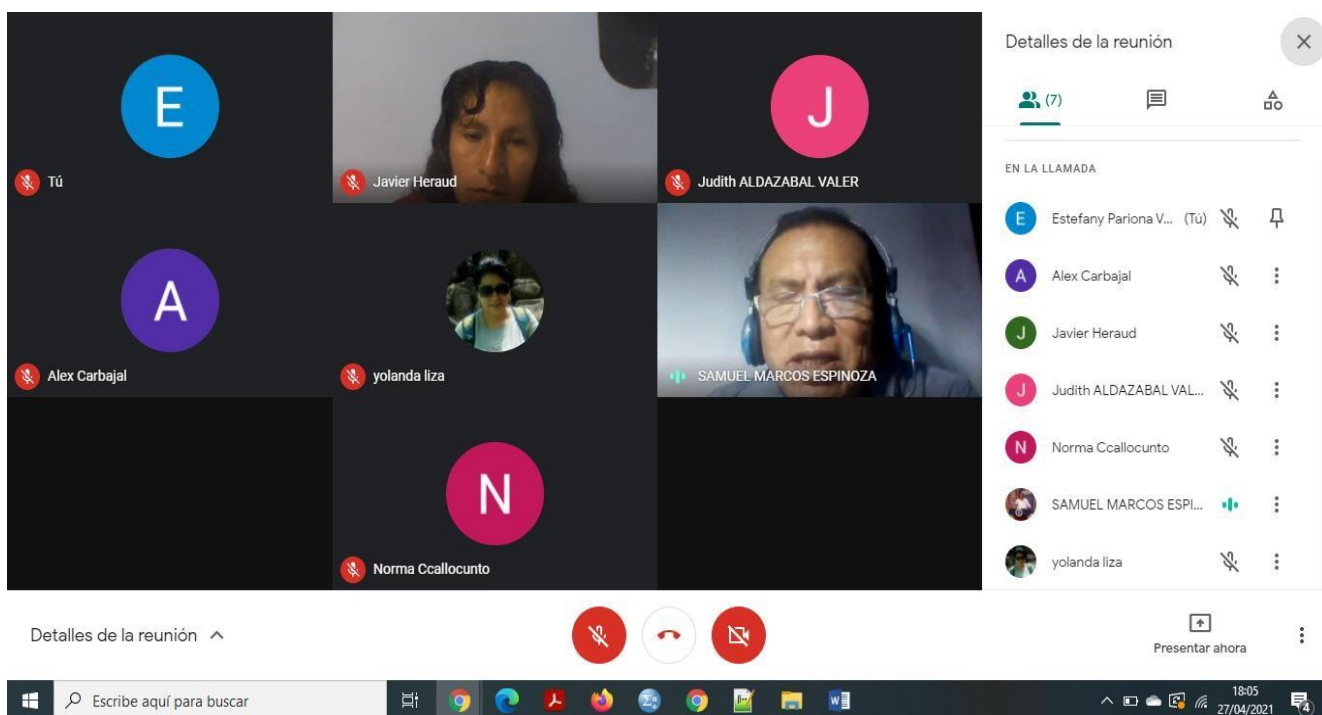 E
Tú
Javier Heraud
J
Judith ALDAZABAL VALER
A
Alex Carbajal
yolanda liza
SAMUEL MARCOS ESPINOZA
N
Norma Ccallocunto
Detalles de la reunión
(7)
EN LA LLAMADA
E Estefany Pariona V... (Tú)
A Alex Carbajal
J Javier Heraud
J Judith ALDAZABAL VAL...
N Norma Ccallocunto
SAMUEL MARCOS ESPI...
yolanda liza
Detalles de la reunión
Presentar ahora
Escribe aquí para buscar
18:05
27/04/2021
4